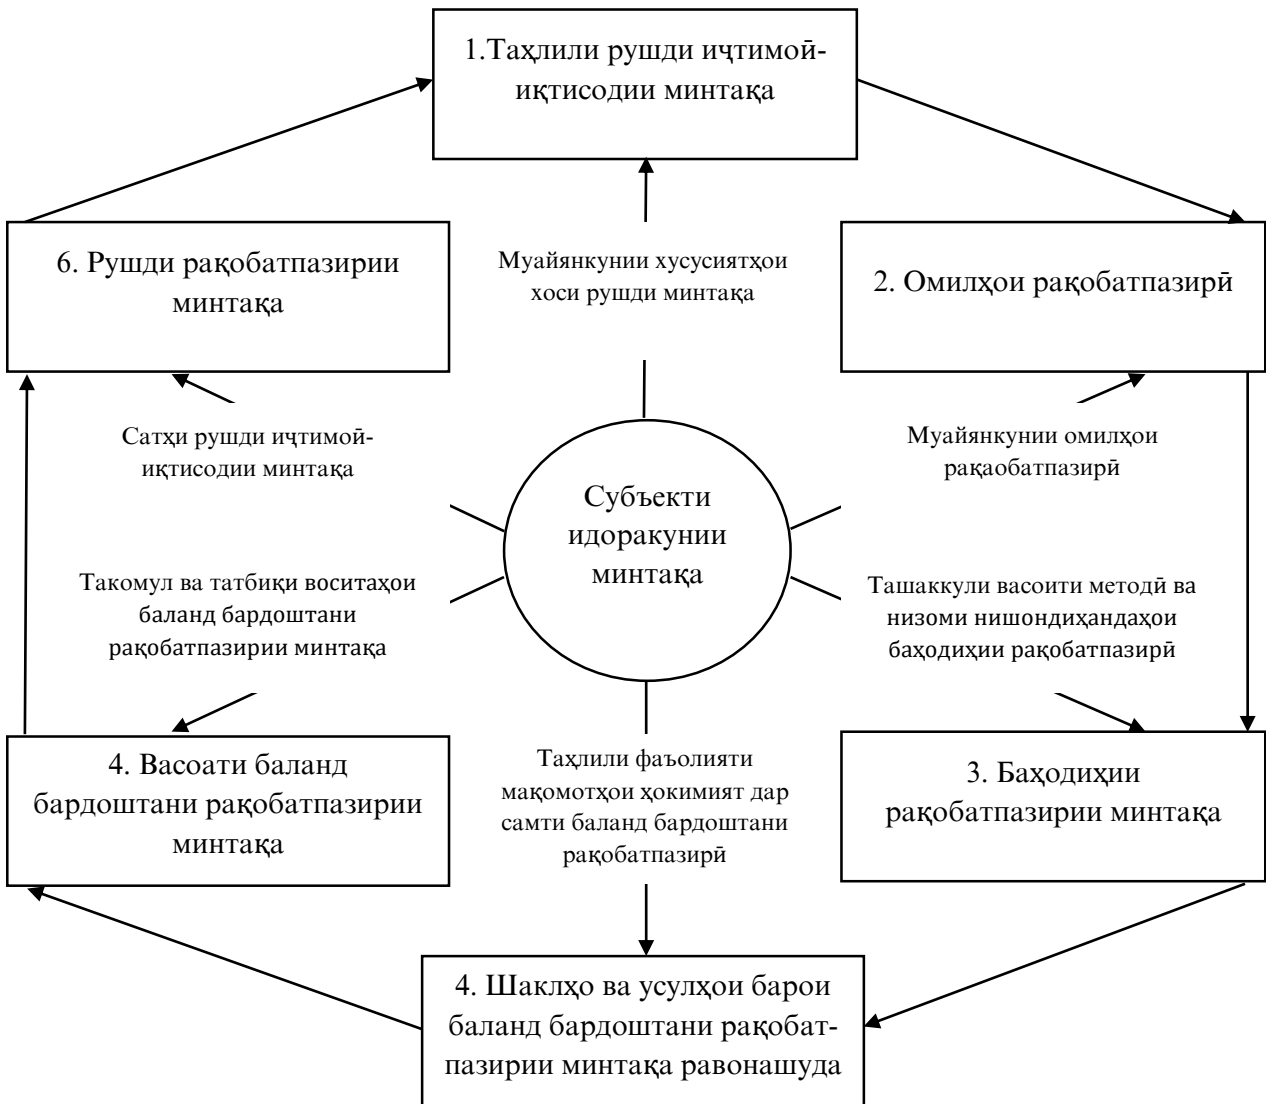 1.Таҳлили рушди иҷтимоӣ-
иқтисодии минтақа
6. Рушди рақобатпазирии
минтақа
Муайянкунии хусусиятҳои
хоси рушди минтақа
2. Омилҳои рақобатпазирӣ
Сатҳи рушди иҷтимоӣ-
иқтисодии минтақа
Муайянкунии омилҳои
рақаобатпазирӣ
Субъекти
идоракунии
минтақа
Такомул ва татбиқи воситаҳои
баланд бардоштани
рақобатпазирии минтақа
Ташаккули васоити методӣ ва
низоми нишондиҳандаҳои
баҳодиҳии рақобатпазирӣ
4. Васоати баланд
бардоштани рақобатпазирии
минтақа
Таҳлили фаъолияти
мақомотҳои ҳокимият дар
самти баланд бардоштани
рақобатпазирӣ
3. Баҳодиҳии
рақобатпазирии минтақа
4. Шаклҳо ва усулҳои барои
баланд бардоштани рақобат-
пазирии минтақа равонашуда